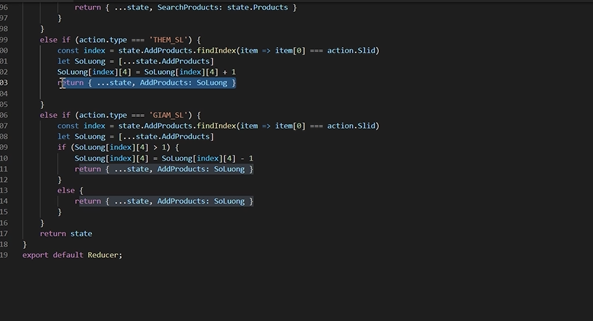 96 return { ...state, SearchProducts: state.Products }
97 }
98 }
99 else if (action.type === 'THEM_SL') {
00 const index = state.AddProducts.findIndex(item => item[0] === action.Slid)
01 let SoLuong = [...state.AddProducts]
02 SoLuong[index][4] = SoLuong[index][4] + 1
03 return { ...state, AddProducts: SoLuong }
04
05 }
06 else if (action.type === 'GIAM_SL') {
07 const index = state.AddProducts.findIndex(item => item[0] === action.Slid)
08 let SoLuong = [...state.AddProducts]
09 if (SoLuong[index][4] > 1) {
10 SoLuong[index][4] = SoLuong[index][4] - 1
11 return { ...state, AddProducts: SoLuong }
12 }
13 else {
14 return { ...state, AddProducts: SoLuong }
15 }
16 }
17 return state
18 }
19 export default Reducer;